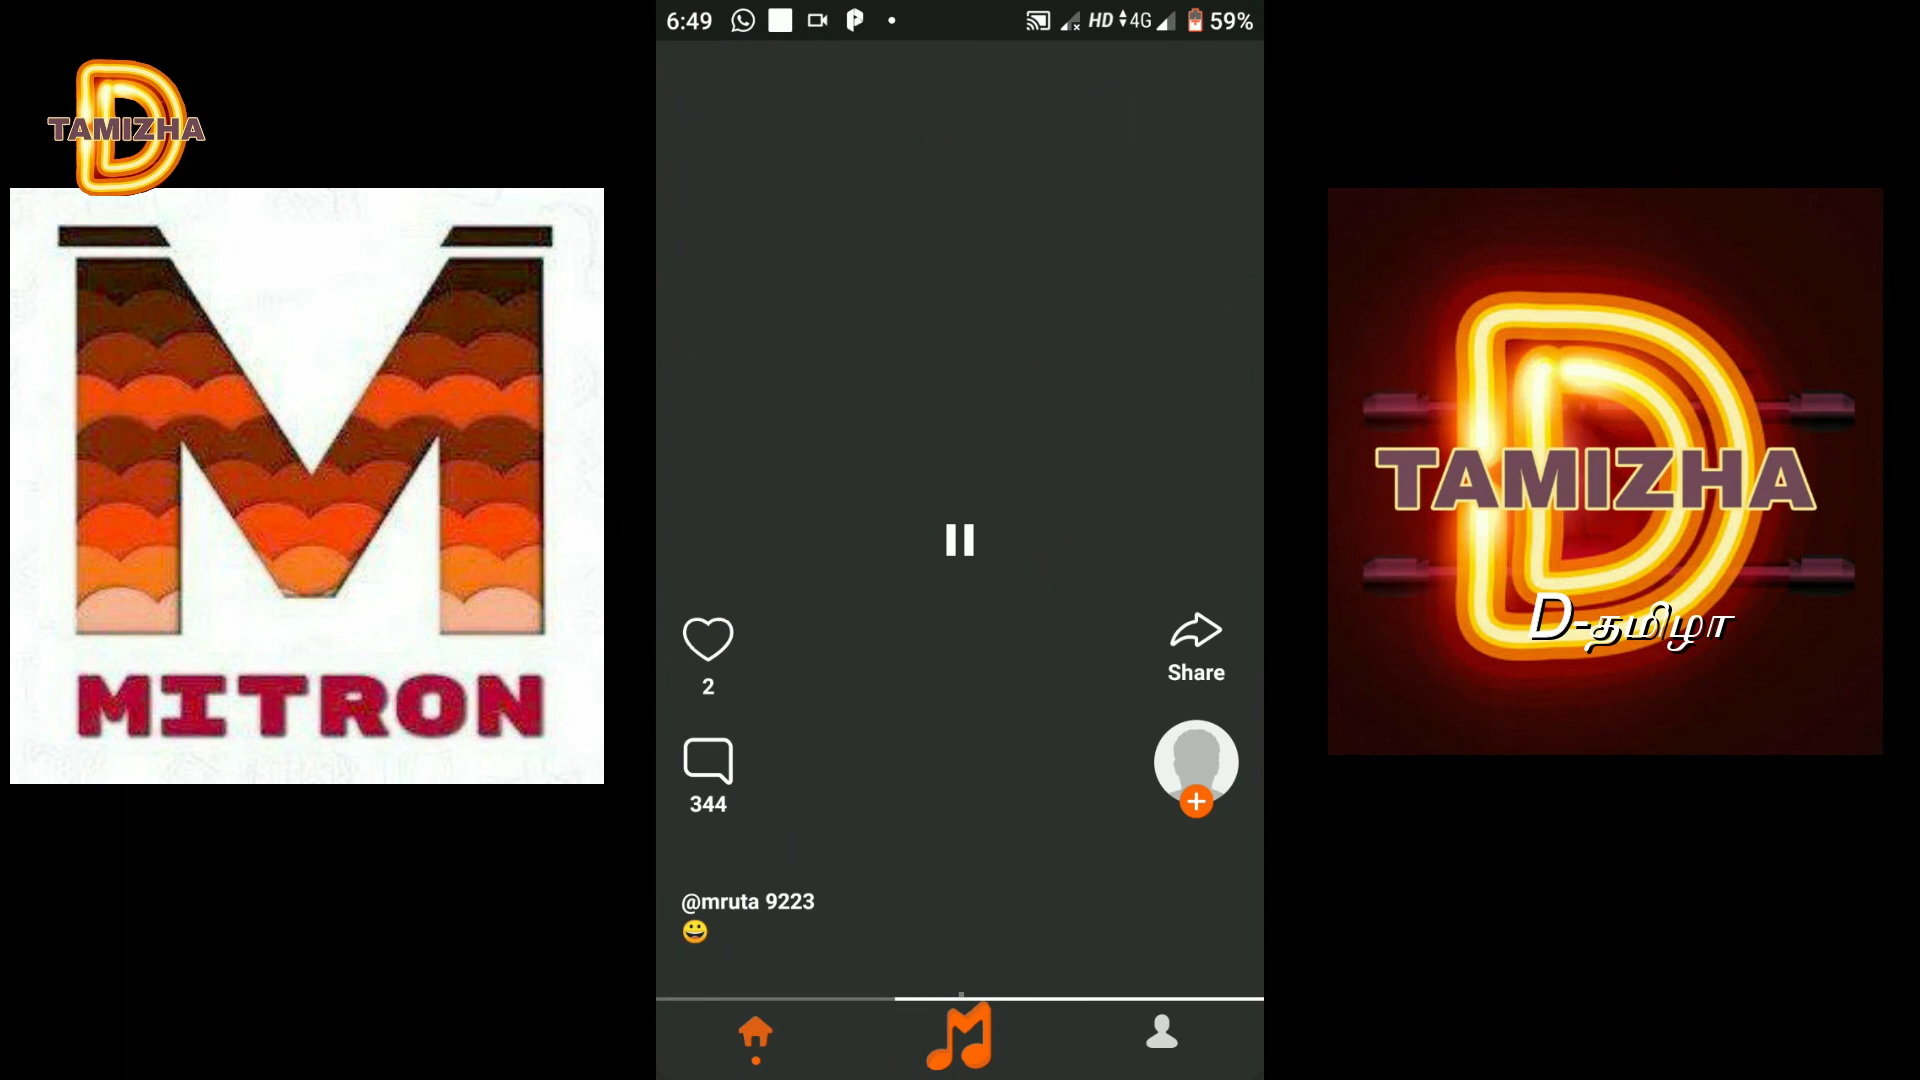 6:49 HD 4G 59%
D
TAMIZHA
M
MITRON
2
Share
344
@mruta 9223
D
TAMIZHA
D-தமிழா